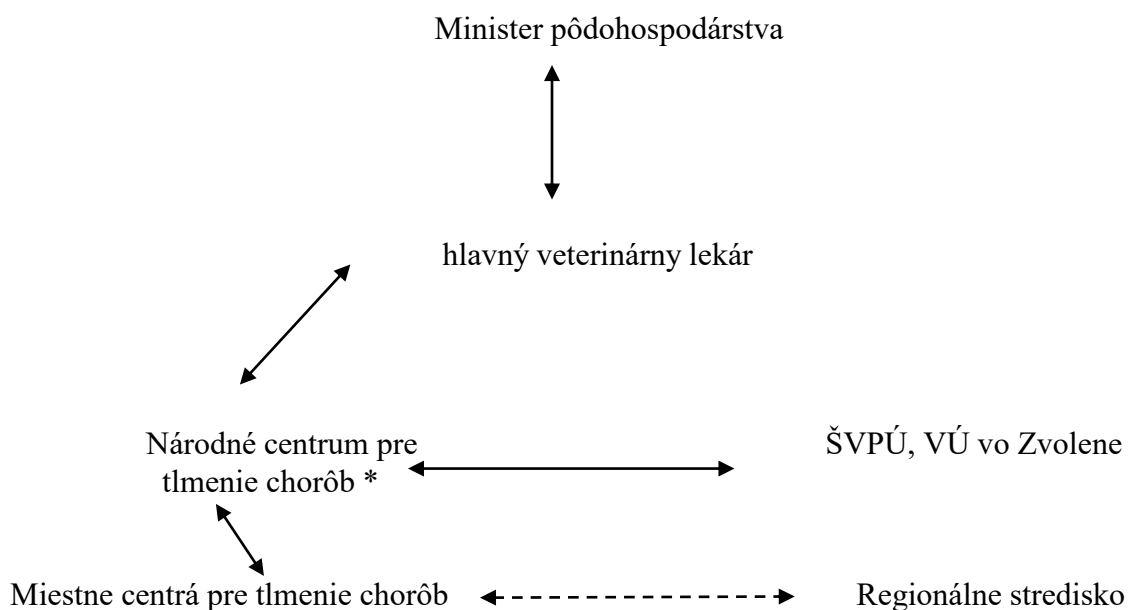 Minister pôdohospodárstva
hlavný veterinárny lekár
Národné centrum pre
tlmenie chorôb *
ŠVPÚ, VÚ vo Zvolene
Miestne centrá pre tlmenie chorôb
Regionálne stredisko